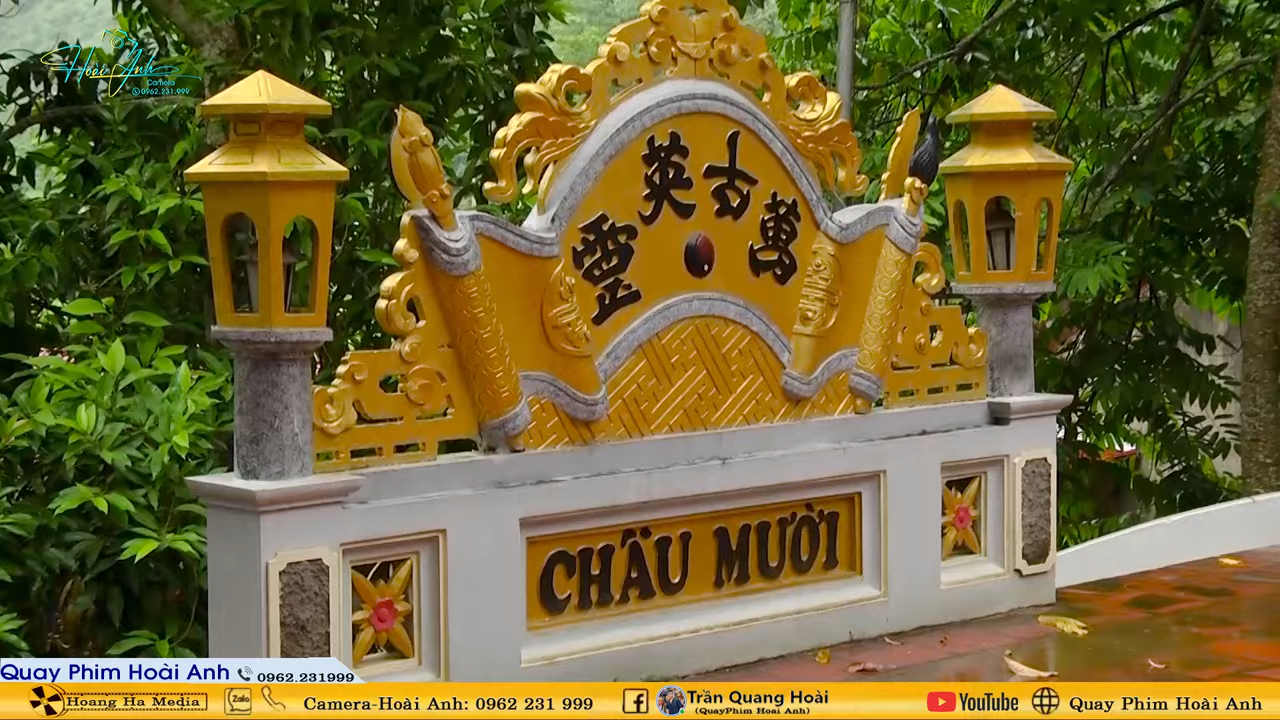 Hoài Anh
Camera
0962.231.999
萬古英霊
CHẦU MƯỜI
Quay Phim Hoài Anh 0962.231999
Hoang Ha Media
Zalo
Camera-Hoài Anh: 0962 231 999
Trần Quang Hoài
(QuayPhim Hoai Anh)
YouTube
Quay Phim Hoài Anh